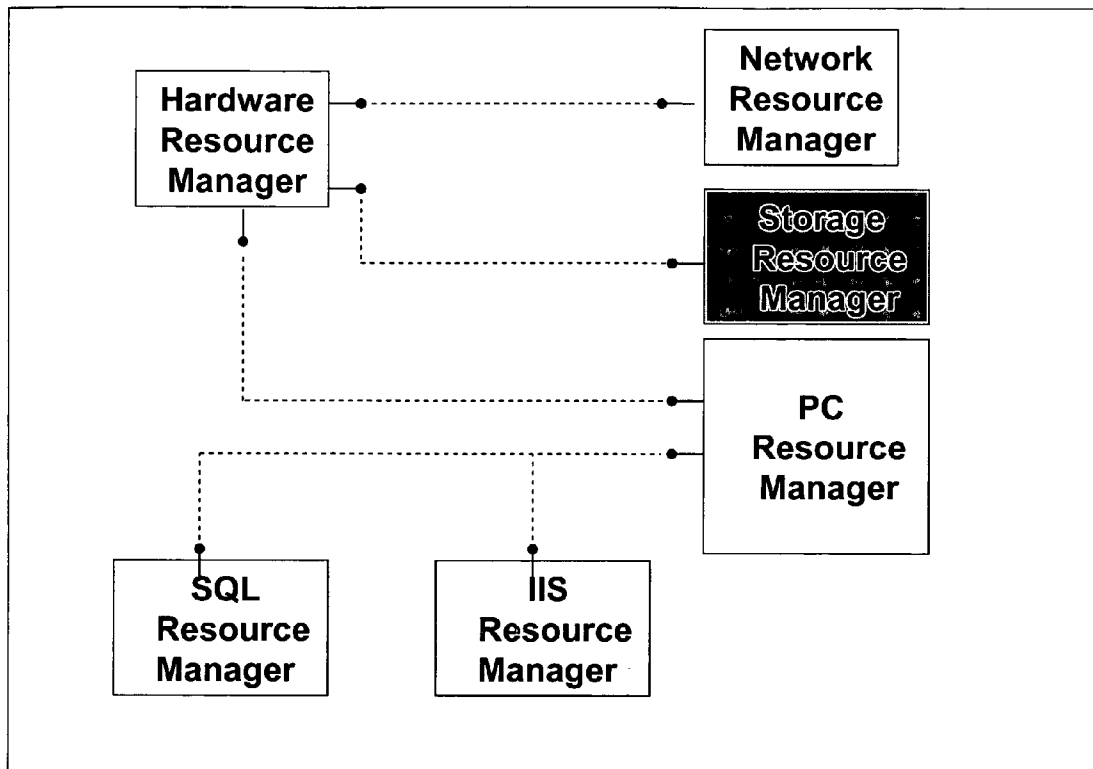 Hardware
Resource
Manager
Network
Resource
Manager
Storage
Resource
Manager
PC
Resource
Manager
SQL
Resource
Manager
IIS
Resource
Manager